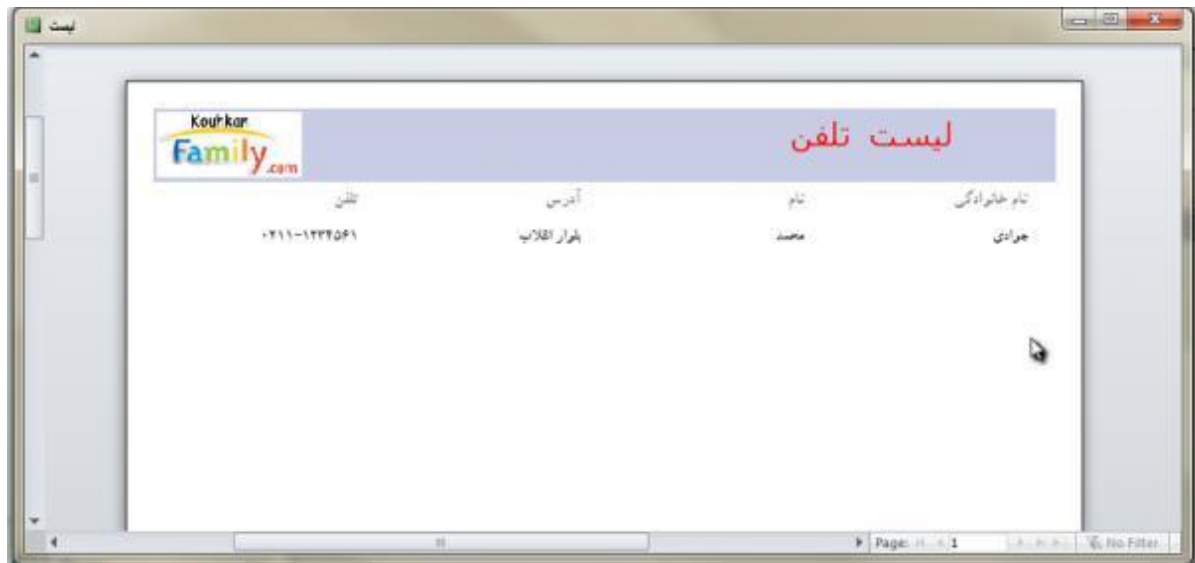 لیست
Kouhkar
Family.com
لیست تلفن
نام خانوادگی نام آدرس تلفن
جوادی محمد بلوار انقلاب ۰۲۱۱-۱۲۳۴۵۶۱
Page: 1 No Filter